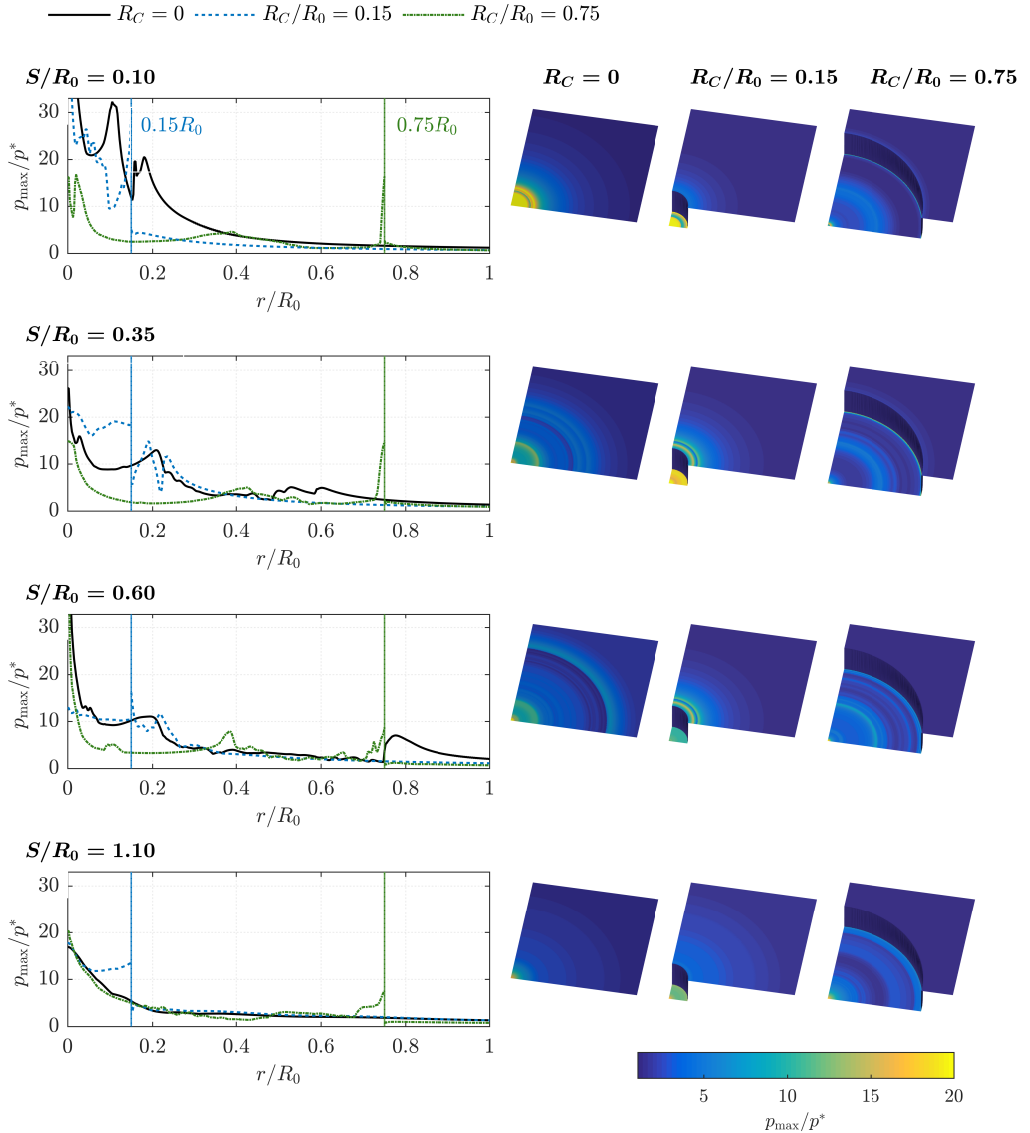 R_C = 0 R_C/R_0 = 0.15 R_C/R_0 = 0.75
S/R_0 = 0.10
R_C = 0 R_C/R_0 = 0.15 R_C/R_0 = 0.75
30
20
10
0
p_max/p*
0.15R_0 0.75R_0
0 0.2 0.4 0.6 0.8 1
r/R_0
S/R_0 = 0.35
30
20
10
0
p_max/p*
0 0.2 0.4 0.6 0.8 1
r/R_0
S/R_0 = 0.60
30
20
10
0
p_max/p*
0 0.2 0.4 0.6 0.8 1
r/R_0
S/R_0 = 1.10
30
20
10
0
p_max/p*
0 0.2 0.4 0.6 0.8 1
r/R_0
5 10 15 20
p_max/p*